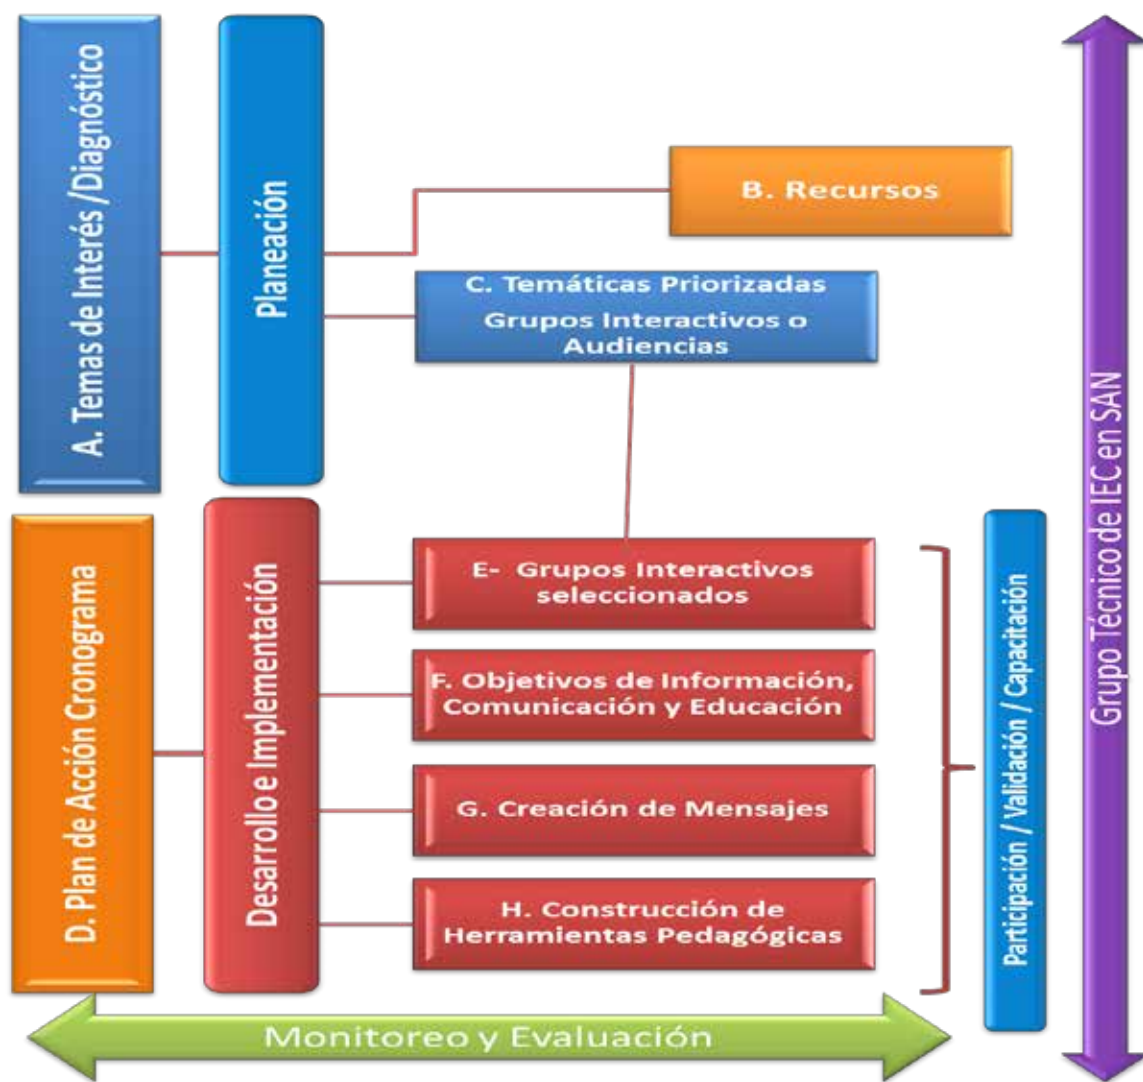 A. Temas de Interés /Diagnóstico
Planeación
B. Recursos
C. Temáticas Priorizadas
Grupos Interactivos o
Audiencias
D. Plan de Acción Cronograma
Desarrollo e Implementación
E- Grupos Interactivos
seleccionados
F. Objetivos de Información,
Comunicación y Educación
G. Creación de Mensajes
H. Construcción de
Herramientas Pedagógicas
Participación / Validación / Capacitación
Grupo Técnico de IEC en SAN
Monitoreo y Evaluación